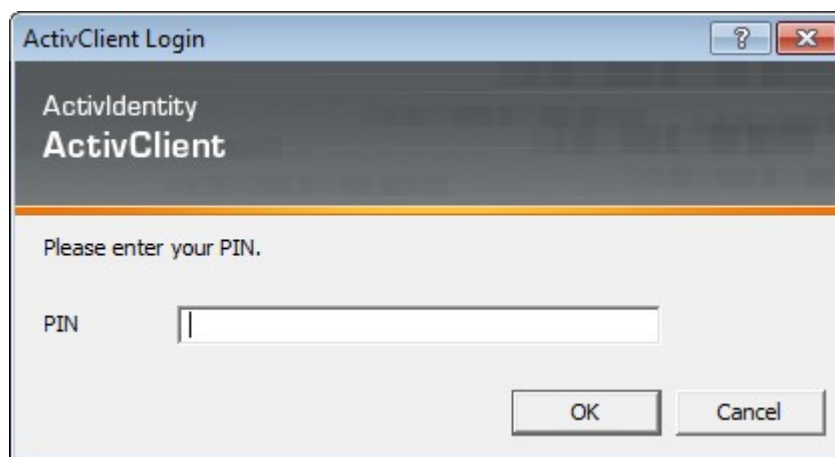 ActivClient Login
ActivIdentity
ActivClient
Please enter your PIN.
PIN
OK Cancel